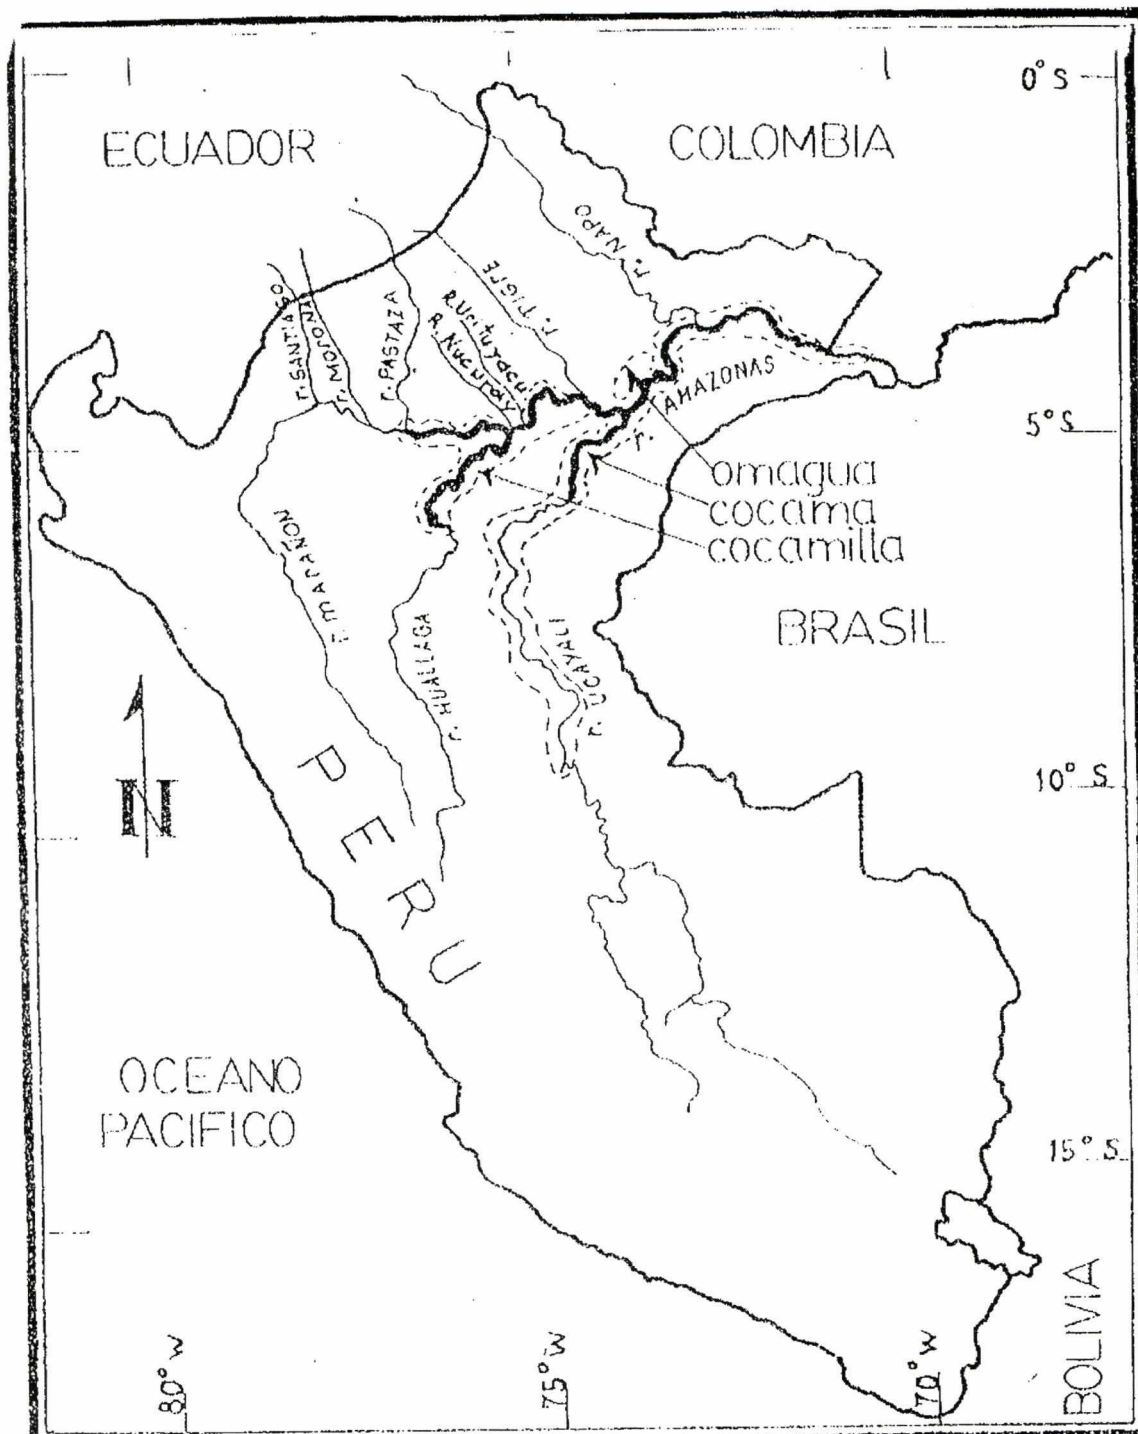 0° S
ECUADOR
COLOMBIA
r. NAPO
r. TIGRE
r. SANTIAGO
r. MORONA
r. PASTAZA
R. Urituyacu
R. Nucuray
r. AMAZONAS
5° S
omagua
cocama
cocamilla
r. MARAÑON
BRASIL
r. HUALLAGA
r. UCAYALI
N
PERU
10° S
OCEANO
PACIFICO
15° S
BOLIVIA
80° W
75° W
70° W